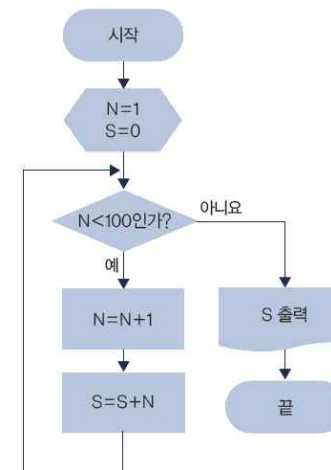 시작
N=1
S=0
N<100인가?
아니요
예
N=N+1
S 출력
S=S+N
끝